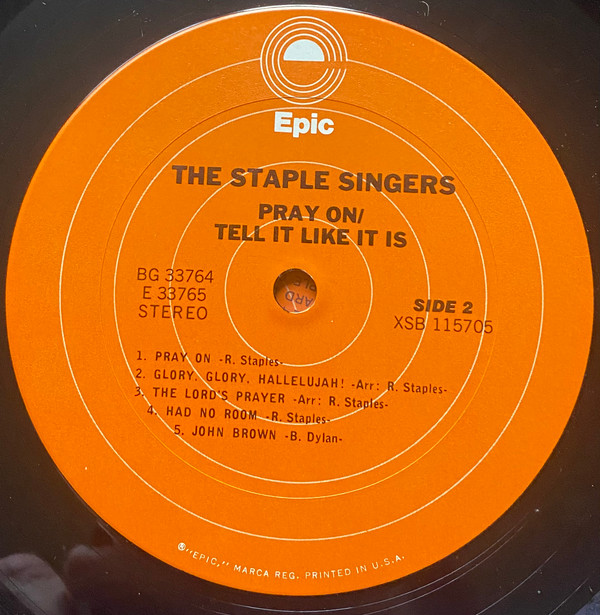 Epic
THE STAPLE SINGERS
PRAY ON/
TELL IT LIKE IT IS
BG 33764
E 33765
STEREO
SIDE 2
XSB 115705
1. PRAY ON -R. Staples-
2. GLORY, GLORY, HALLELUJAH! -Arr: R. Staples-
3. THE LORD'S PRAYER -Arr: R. Staples-
4. HAD NO ROOM -R. Staples-
5. JOHN BROWN -B. Dylan-
℗"EPIC," MARCA REG. PRINTED IN U.S.A.